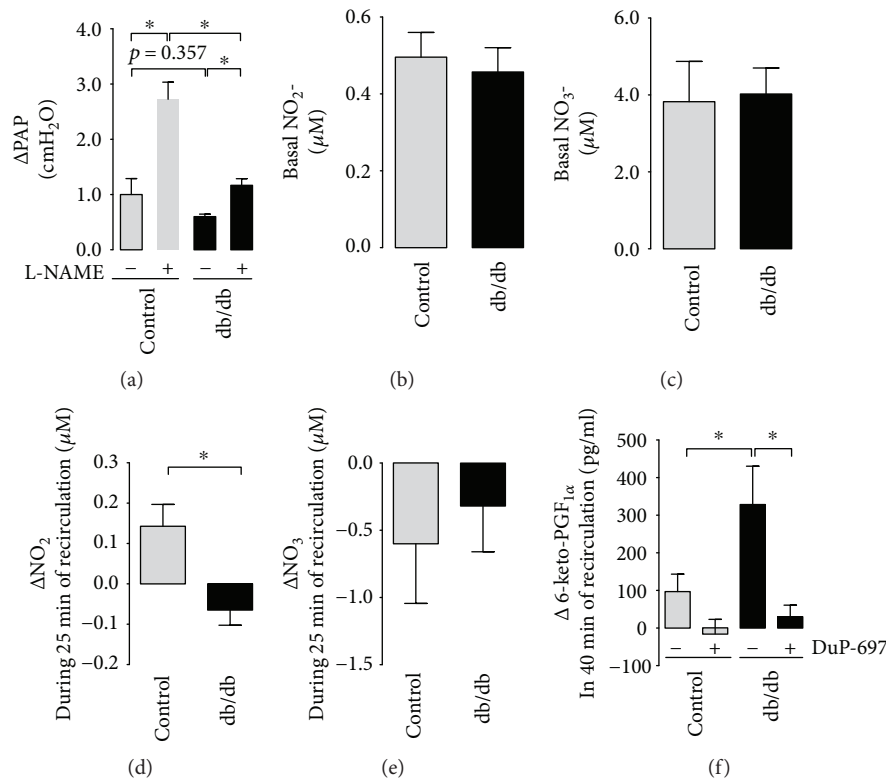 ΔPAP
(cmH₂O)
4.0
3.0
2.0
1.0
0.0
*
*
p = 0.357
*
L-NAME
− + − +
Control
db/db
(a)
Basal NO₂-
(μM)
0.6
0.4
0.2
0.0
Control
db/db
(b)
Basal NO₃-
(μM)
6.0
4.0
2.0
0.0
Control
db/db
(c)
ΔNO₂
During 25 min of recirculation (μM)
0.3
0.2
0.1
0.0
−0.1
−0.2
*
Control
db/db
(d)
ΔNO₃
During 25 min of recirculation (μM)
0.0
−0.5
−1.0
−1.5
Control
db/db
(e)
Δ 6-keto-PGF₁α
In 40 min of recirculation (pg/ml)
500
400
300
200
100
0
−100
*
*
− + − +
DuP-697
Control
db/db
(f)